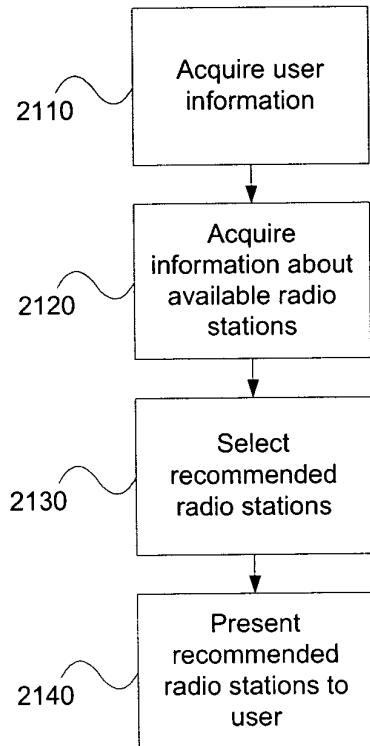 Acquire user
information
2110
Acquire
information about
available radio
stations
2120
Select
recommended
radio stations
2130
Present
recommended
radio stations to
user
2140